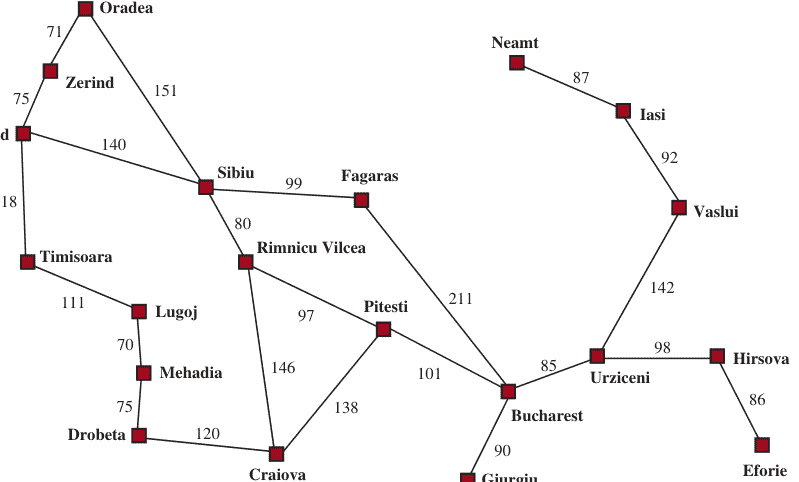 Oradea
71
Neamt
Zerind
87
75
151
Iasi
d
140
92
Sibiu
99
Fagaras
18
80
Vaslui
Timisoara
Rimnicu Vilcea
111
Lugoj
97
Pitesti
211
142
70
146
101
98
Hirsova
Mehadia
85
Urziceni
75
138
86
Bucharest
Drobeta
120
90
Craiova
Giurgiu
Eforie